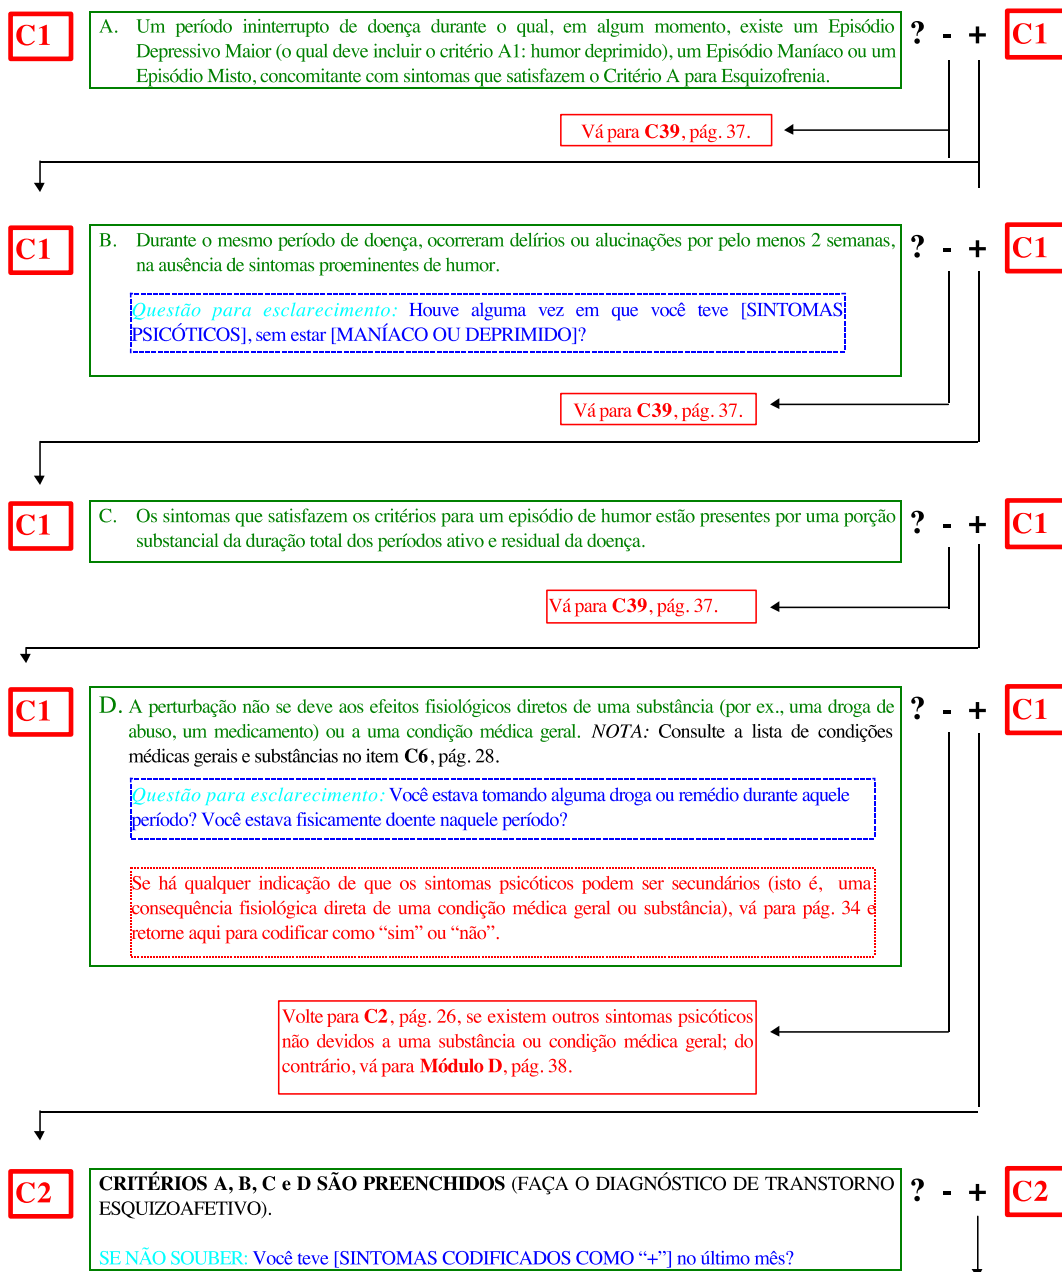 C1
A. Um período ininterrupto de doença durante o qual, em algum momento, existe um Episódio
Depressivo Maior (o qual deve incluir o critério A1: humor deprimido), um Episódio Maníaco ou um
Episódio Misto, concomitante com sintomas que satisfazem o Critério A para Esquizofrenia.
? - + C1
Vá para C39, pág. 37.
C1
B. Durante o mesmo período de doença, ocorreram delírios ou alucinações por pelo menos 2 semanas,
na ausência de sintomas proeminentes de humor.
? - + C1
Questão para esclarecimento: Houve alguma vez em que você teve [SINTOMAS
PSICÓTICOS], sem estar [MANÍACO OU DEPRIMIDO]?
Vá para C39, pág. 37.
C1
C. Os sintomas que satisfazem os critérios para um episódio de humor estão presentes por uma porção
substancial da duração total dos períodos ativo e residual da doença.
? - + C1
Vá para C39, pág. 37.
C1
D. A perturbação não se deve aos efeitos fisiológicos diretos de uma substância (por ex., uma droga de
abuso, um medicamento) ou a uma condição médica geral. NOTA: Consulte a lista de condições
médicas gerais e substâncias no item C6, pág. 28.
? - + C1
Questão para esclarecimento: Você estava tomando alguma droga ou remédio durante aquele
período? Você estava fisicamente doente naquele período?
Se há qualquer indicação de que os sintomas psicóticos podem ser secundários (isto é, uma
consequência fisiológica direta de uma condição médica geral ou substância), vá para pág. 34 e
retorne aqui para codificar como “sim” ou “não”.
Volte para C2, pág. 26, se existem outros sintomas psicóticos
não devidos a uma substância ou condição médica geral; do
contrário, vá para Módulo D, pág. 38.
C2
CRITÉRIOS A, B, C e D SÃO PREENCHIDOS (FAÇA O DIAGNÓSTICO DE TRANSTORNO
ESQUIZOAFETIVO).
? - + C2
SE NÃO SOUBER: Você teve [SINTOMAS CODIFICADOS COMO “+”] no último mês?